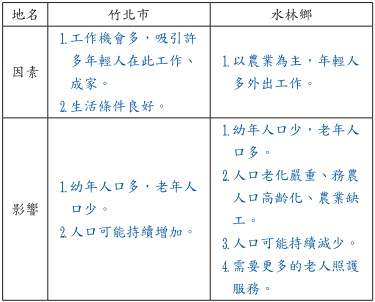 地名 竹北市 水林鄉
因素
1.工作機會多，吸引許
多年輕人在此工作、
成家。
2.生活條件良好。
1.以農業為主，年輕人
多外出工作。
影響
1.幼年人口多，老年人
口少。
2.人口可能持續增加。
1.幼年人口少，老年人
口多。
2.人口老化嚴重、務農
人口高齡化、農業缺
工。
3.人口可能持續減少。
4.需要更多的老人照護
服務。